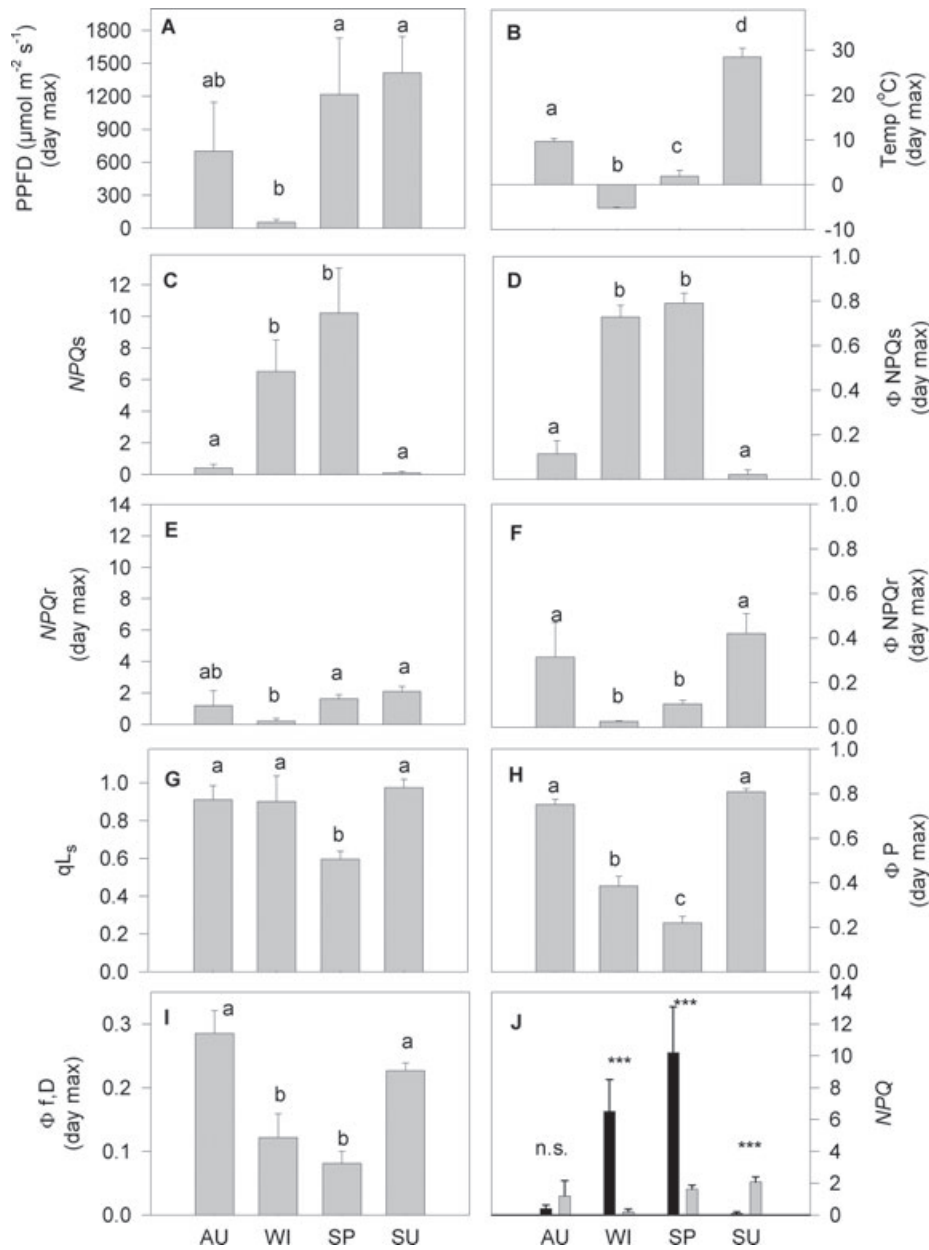 A
PPFD (µmol m⁻² s⁻¹)
(day max)
1800
1500
1200
900
600
300
0
ab
b
a
a
B
Temp (°C)
(day max)
30
20
10
0
-10
a
b
c
d
C
NPQs
12
10
8
6
4
2
0
a
b
b
a
D
Φ NPQs
(day max)
1.0
0.8
0.6
0.4
0.2
0.0
a
b
b
a
E
NPQr
(day max)
14
12
10
8
6
4
2
0
ab
b
a
a
F
Φ NPQr
(day max)
1.0
0.8
0.6
0.4
0.2
0.0
a
b
b
a
G
qLs
1.0
0.8
0.6
0.4
0.2
0.0
a
a
b
a
H
Φ P
(day max)
1.0
0.8
0.6
0.4
0.2
0.0
a
b
c
a
I
Φ f,D
(day max)
0.3
0.2
0.1
0.0
a
b
b
a
AU WI SP SU
J
NPQ
14
12
10
8
6
4
2
0
n.s.
***
***
***
AU WI SP SU